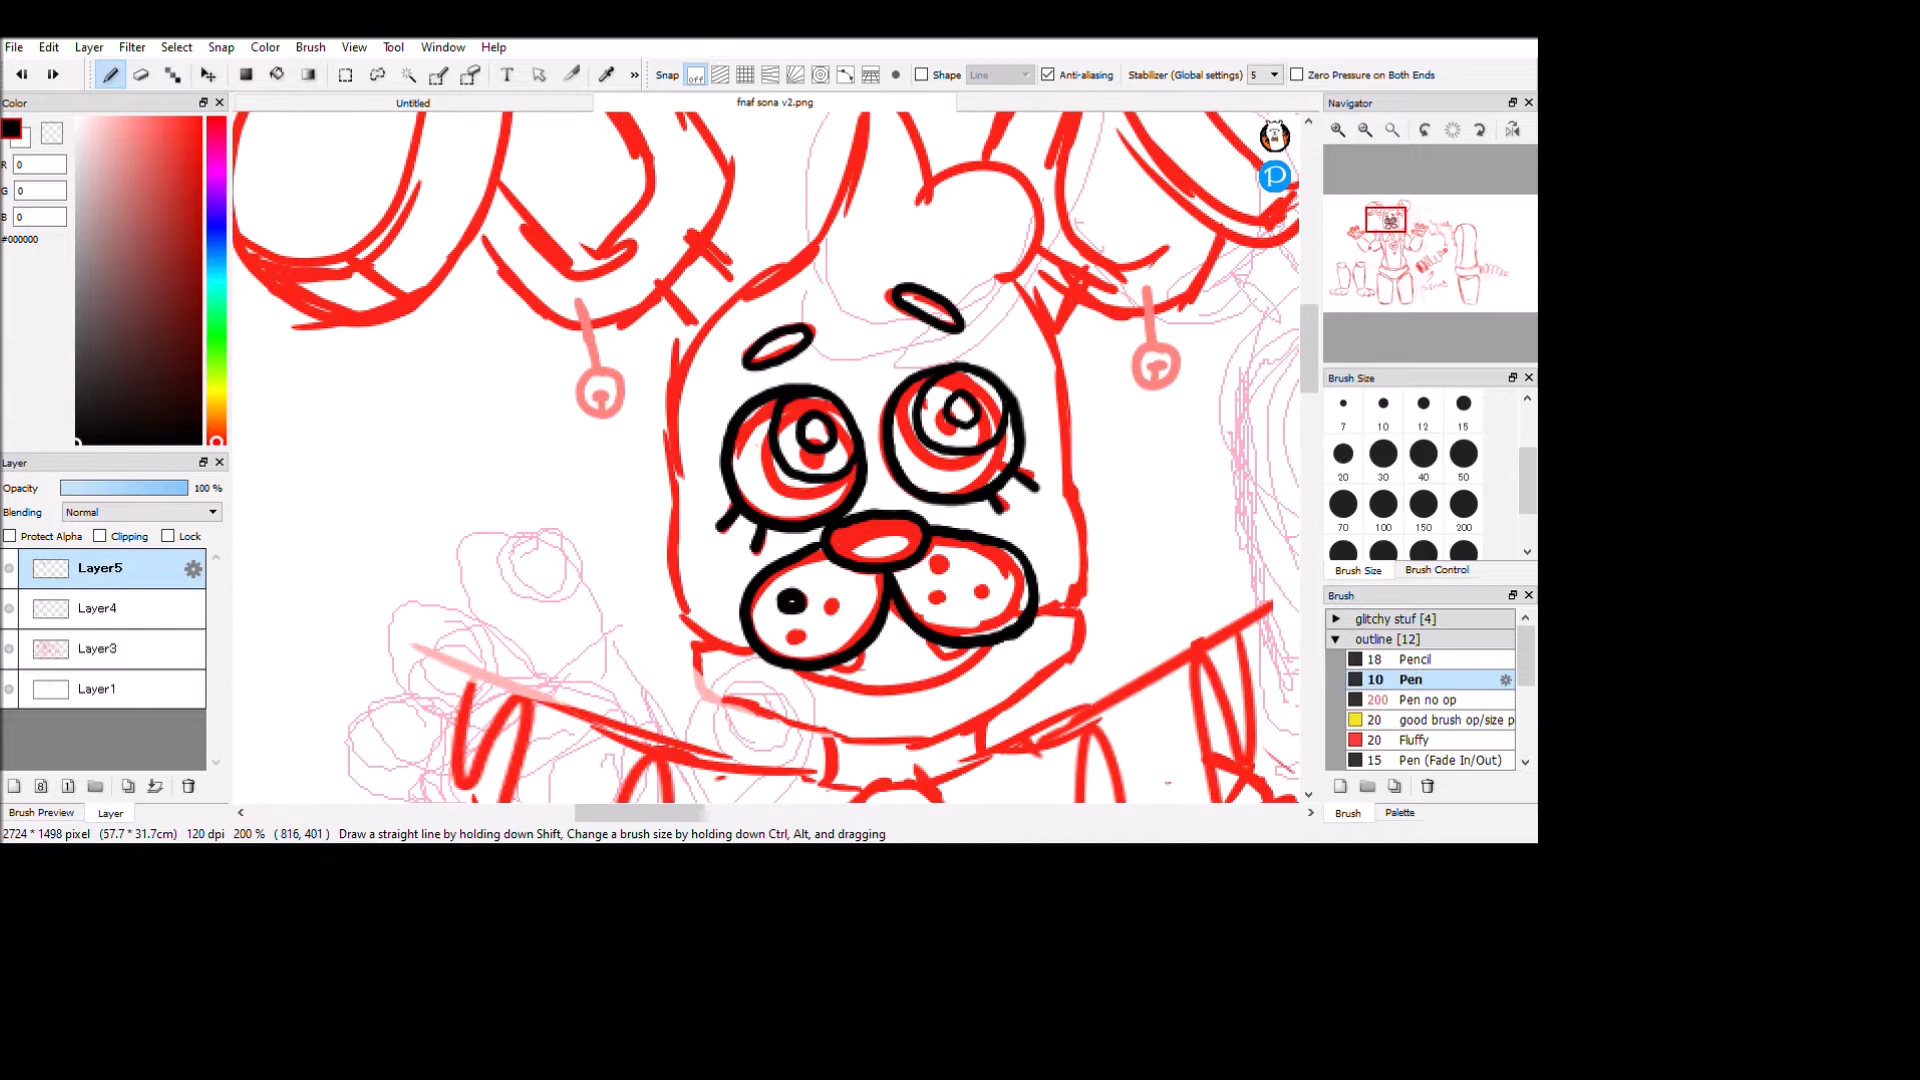 File Edit Layer Filter Select Snap Color Brush View Tool Window Help
T » Snap off Shape Line Anti-aliasing Stabilizer (Global settings) 5 Zero Pressure on Both Ends
Color
Untitled
fnaf sona v2.png
Navigator
R 0
G 0
B 0
#000000
P
Layer
Opacity 100 %
Blending Normal
Protect Alpha Clipping Lock
Layer5
Layer4
Layer3
Layer1
8 1
Brush Preview Layer
Brush Size
7 10 12 15
20 30 40 50
70 100 150 200
Brush Size Brush Control
Brush
glitchy stuf [4]
outline [12]
18 Pencil
10 Pen
200 Pen no op
20 good brush op/size p
20 Fluffy
15 Pen (Fade In/Out)
Brush Palette
2724 * 1498 pixel (57.7 * 31.7cm) 120 dpi 200 % ( 816, 401 ) Draw a straight line by holding down Shift, Change a brush size by holding down Ctrl, Alt, and dragging